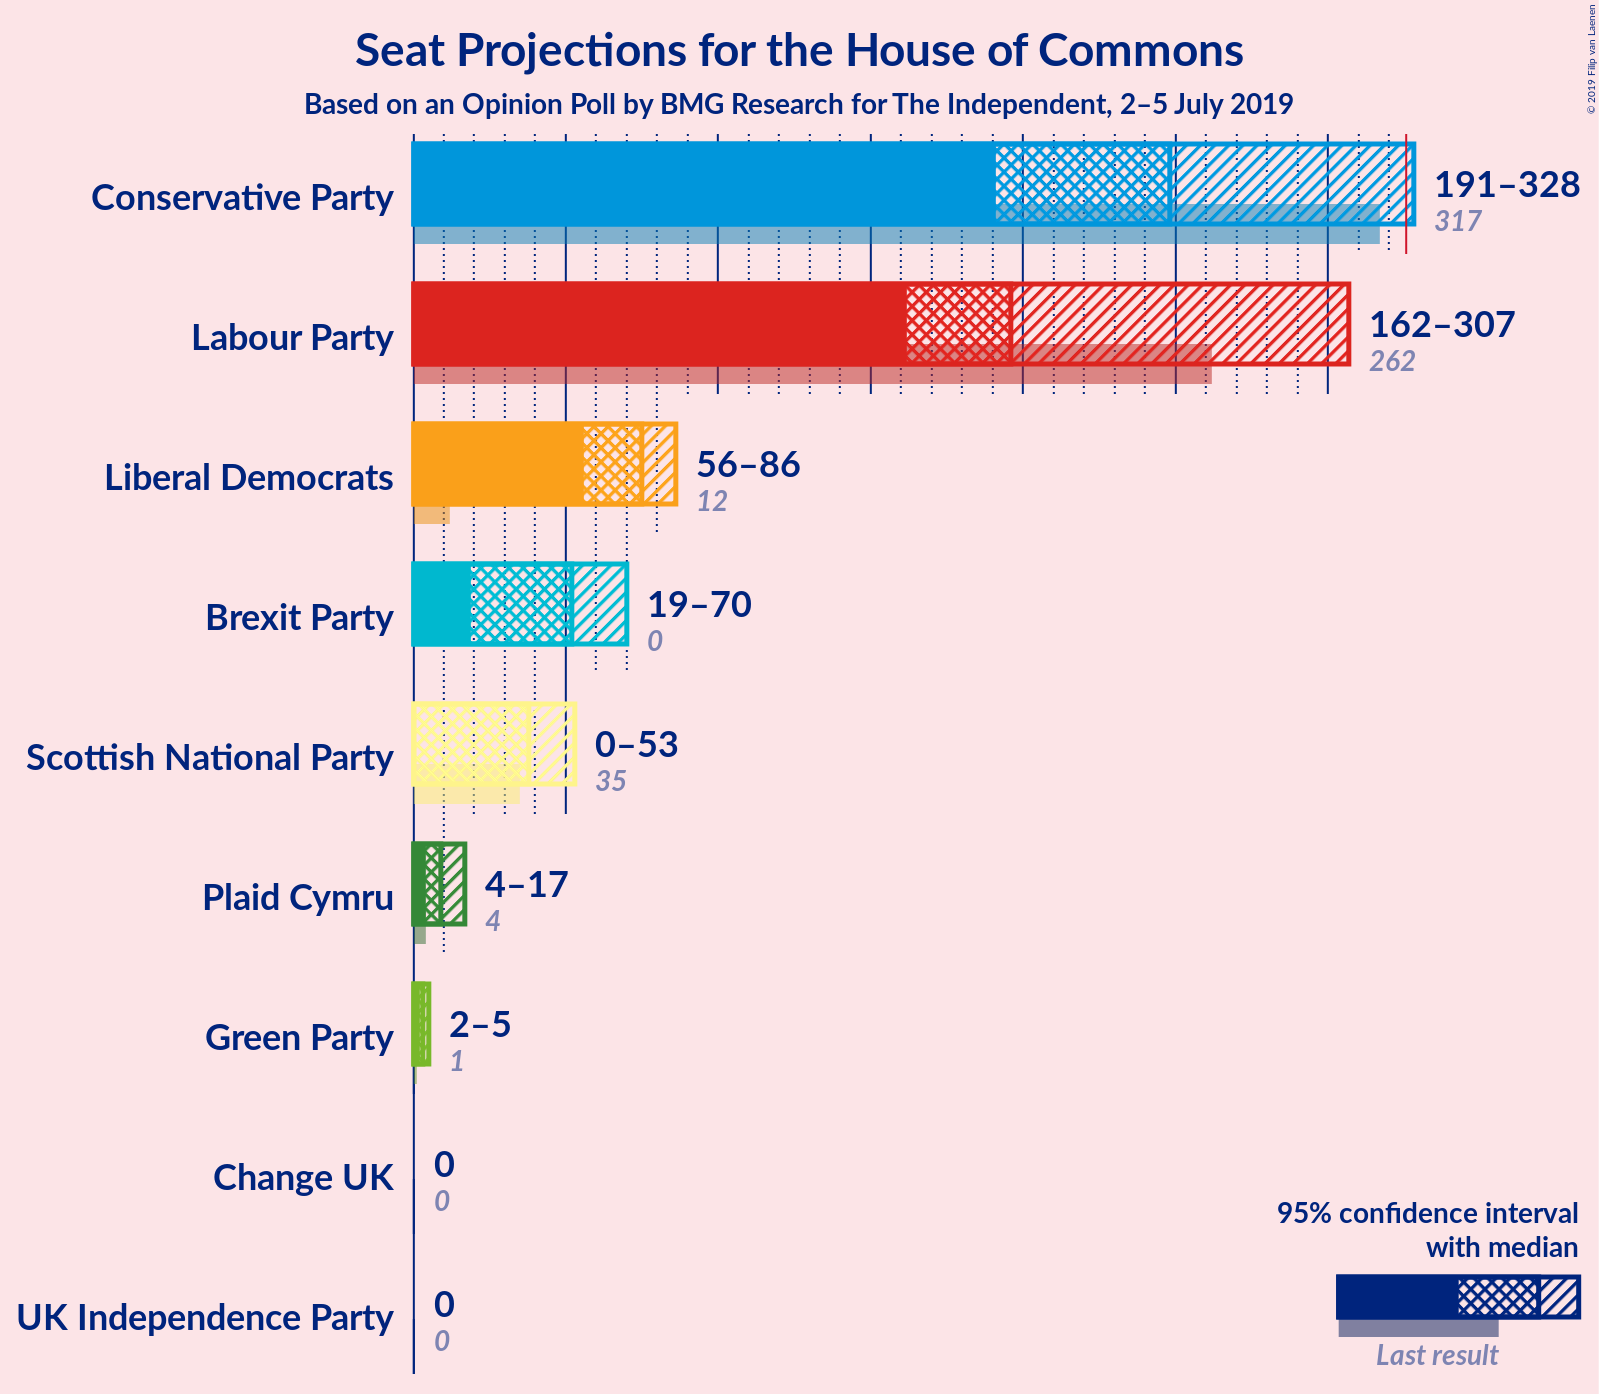 Seat Projections for the House of Commons
Based on an Opinion Poll by BMG Research for The Independent, 2–5 July 2019
© 2019 Filip van Laenen
Conservative Party
191–328
317
Labour Party
162–307
262
Liberal Democrats
56–86
12
Brexit Party
19–70
0
Scottish National Party
0–53
35
Plaid Cymru
4–17
4
Green Party
2–5
1
Change UK
0
0
UK Independence Party
0
0
95% confidence interval
with median
Last result